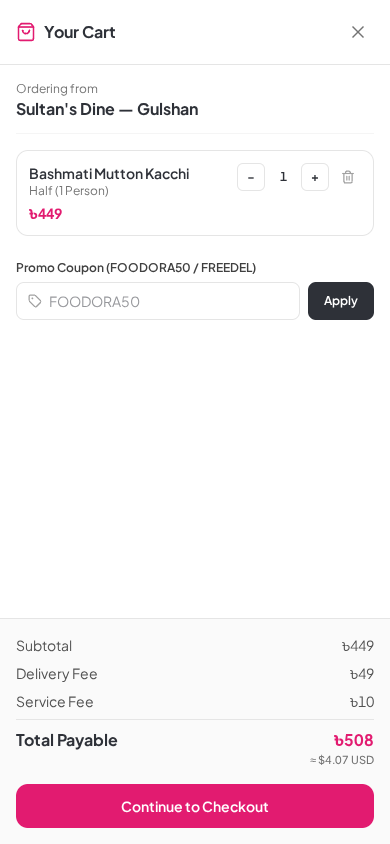 Your Cart
Ordering from
Sultan's Dine — Gulshan
Bashmati Mutton Kacchi
Half (1 Person)
৳449
− 1 +
Promo Coupon (FOODORA50 / FREEDEL)
FOODORA50
Apply
Subtotal ৳449
Delivery Fee ৳49
Service Fee ৳10
Total Payable ৳508
≈ $4.07 USD
Continue to Checkout